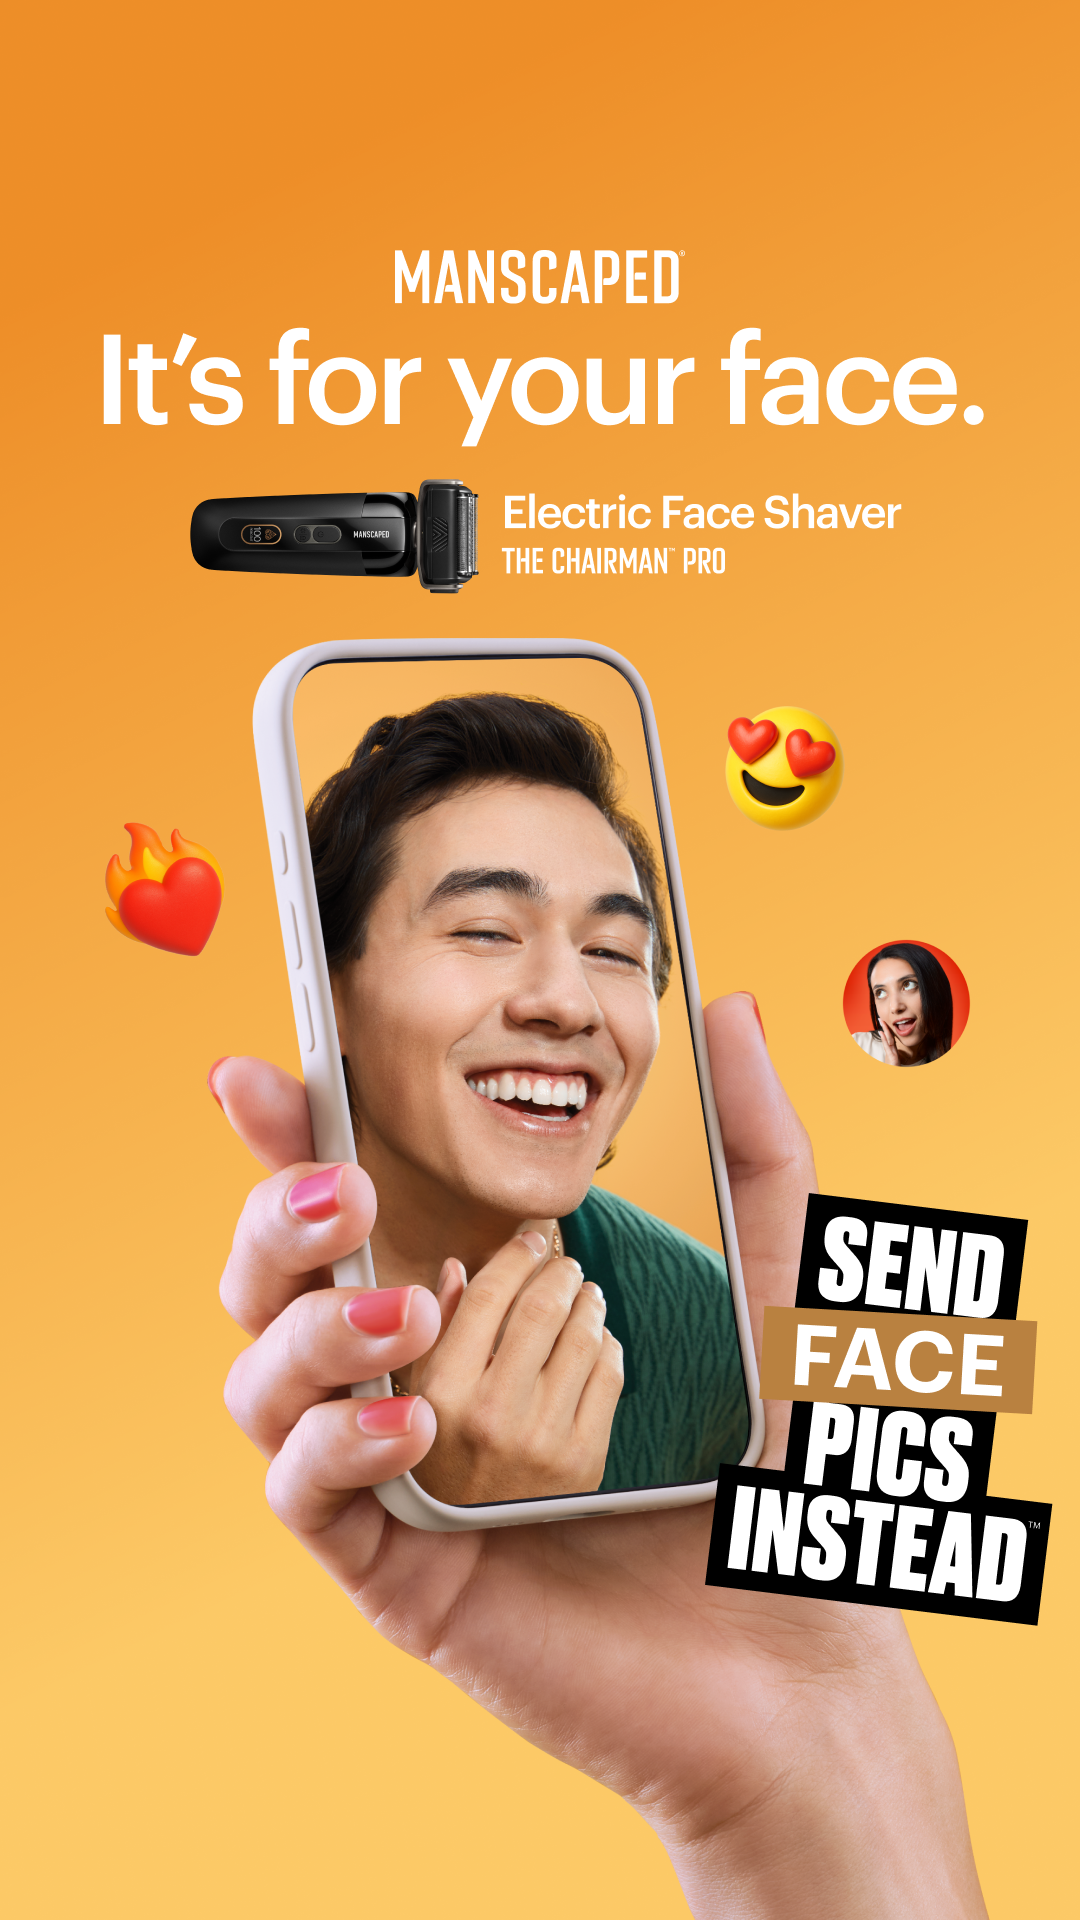 MANSCAPED®
It's for your face.
100
MANSCAPED
Electric Face Shaver
THE CHAIRMAN™ PRO
SEND
FACE
PICS
INSTEAD™